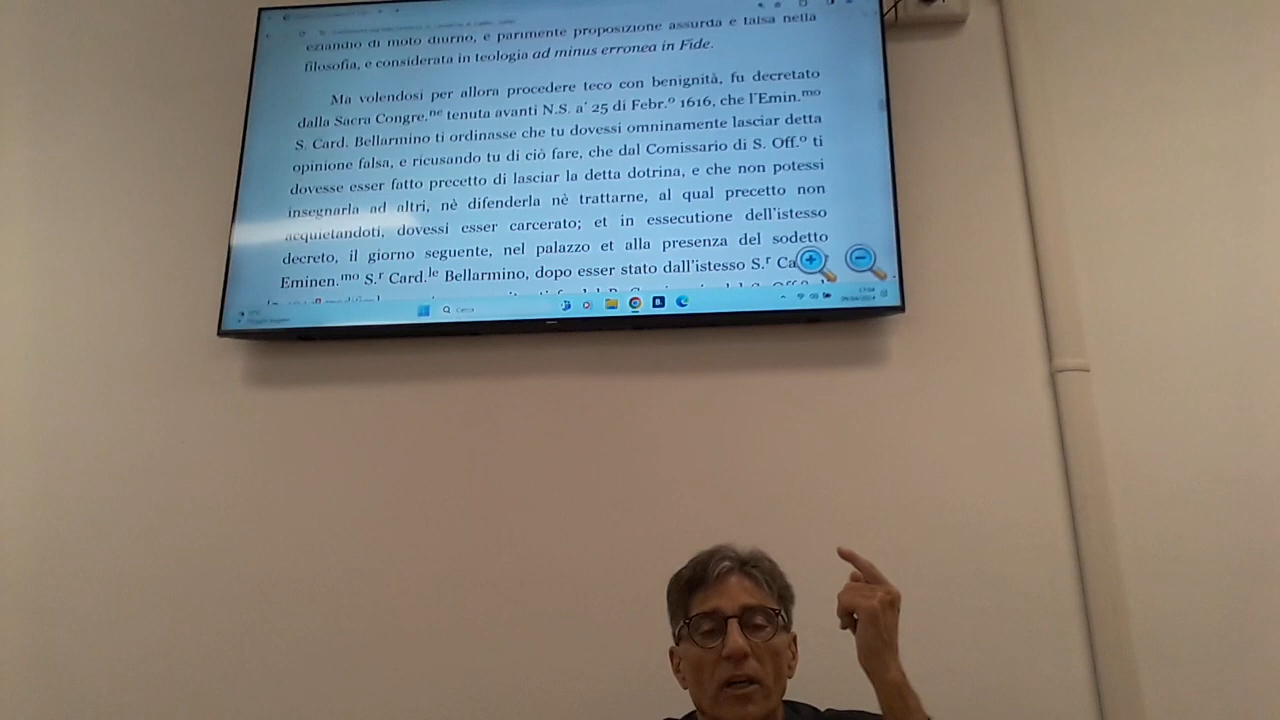 eziandio di moto diurno, e parimente proposizione assurda e falsa nella
filosofia, e considerata in teologia ad minus erronea in Fide.
Ma volendosi per allora procedere teco con benignità, fu decretato
dalla Sacra Congre.ne tenuta avanti N.S. a' 25 di Febr.o 1616, che l'Emin.mo
S. Card. Bellarmino ti ordinasse che tu dovessi omninamente lasciar detta
opinione falsa, e ricusando tu di ciò fare, che dal Comissario di S. Off.o ti
dovesse esser fatto precetto di lasciar la detta dotrina, e che non potessi
insegnarla ad altri, nè difenderla nè trattarne, al qual precetto non
acquietandoti, dovessi esser carcerato; et in essecutione dell'istesso
decreto, il giorno seguente, nel palazzo et alla presenza del sodetto
Eminen.mo S.r Card.le Bellarmino, dopo esser stato dall'istesso S.r
Cerca